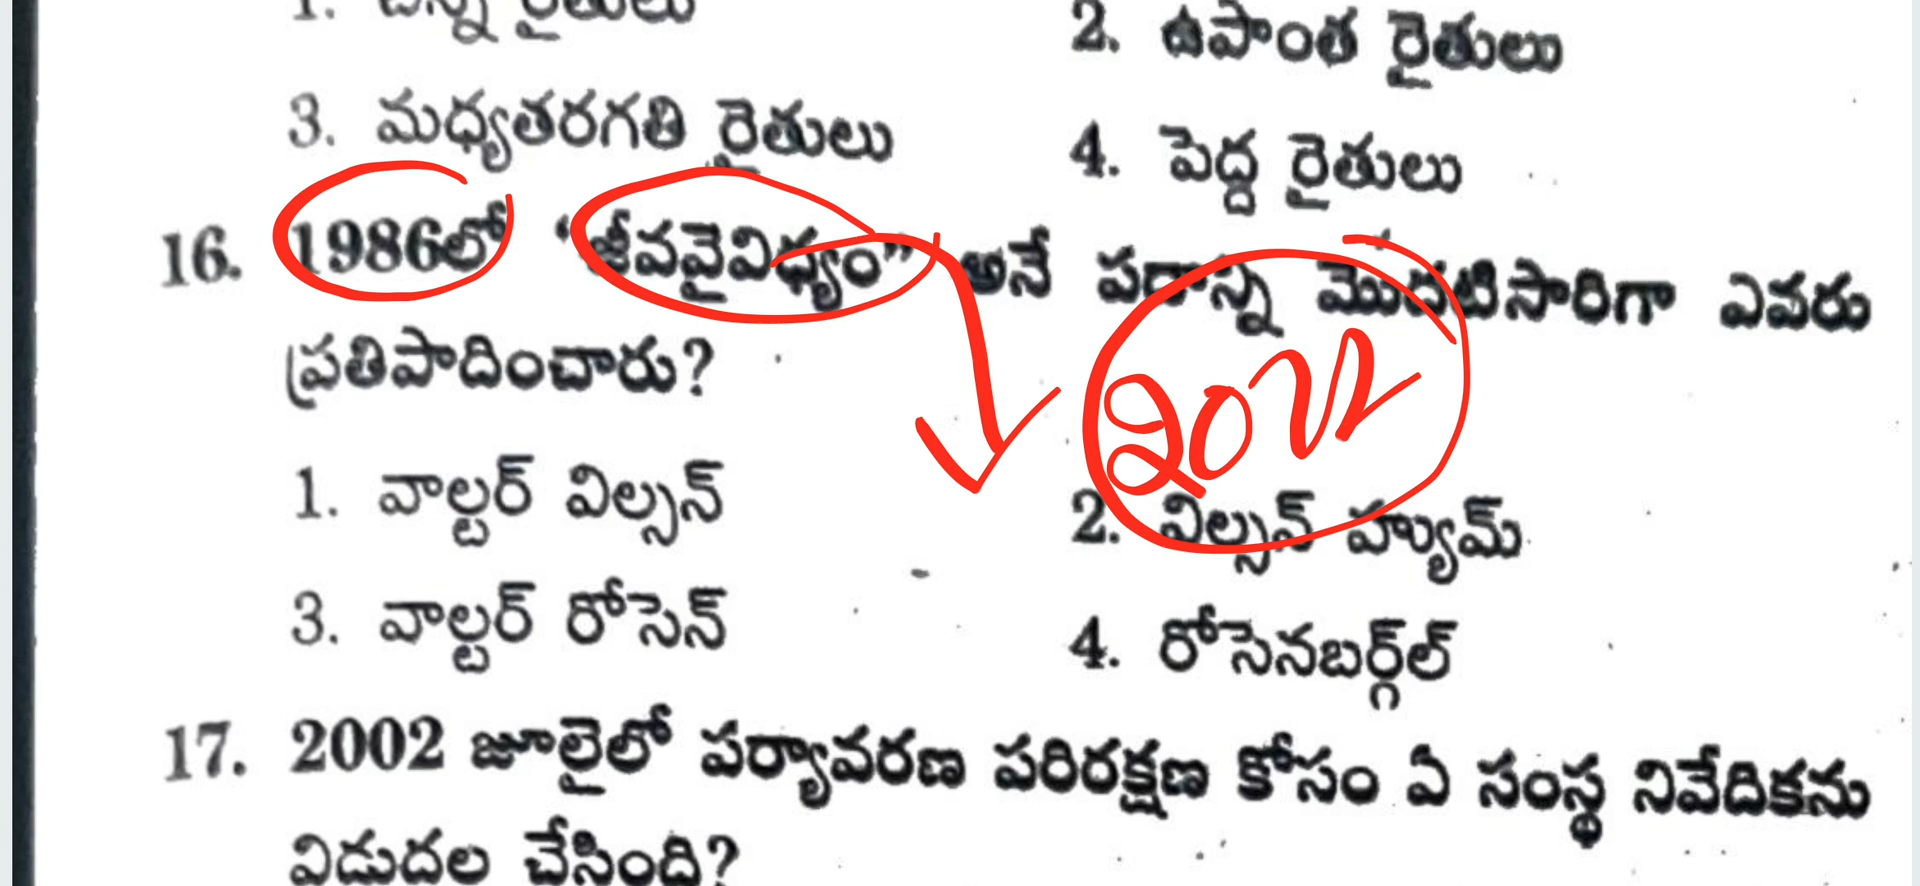 1. చిన్న రైతులు 2. ఉపాంత రైతులు
3. మధ్యతరగతి రైతులు 4. పెద్ద రైతులు
16. 1986లో "జీవవైవిధ్యం" అనే పదాన్ని మొదటిసారిగా ఎవరు
ప్రతిపాదించారు?
2022
1. వాల్టర్ విల్సన్ 2. విల్సన్ హ్యుమ్
3. వాల్టర్ రోసెన్ 4. రోసెనబర్గ్‌ల్
17. 2002 జూలైలో పర్యావరణ పరిరక్షణ కోసం ఏ సంస్థ నివేదికను
విడుదల చేసింది?